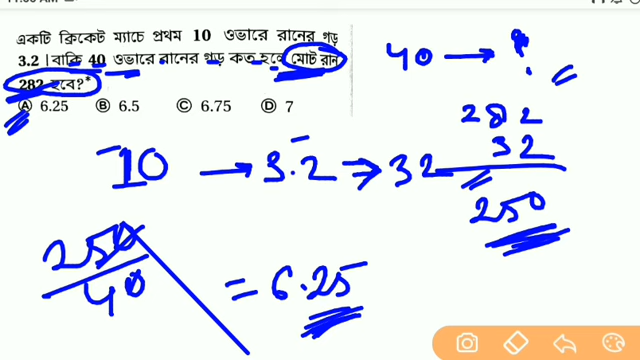 একটি ক্রিকেট ম্যাচে প্রথম 10 ওভারে রানের গড়
3.2 । বাকি 40 ওভারে রানের গড় কত হলে মোট রান
282 হবে?*
Ⓐ 6.25 Ⓑ 6.5 Ⓒ 6.75 Ⓓ 7
40 → ?
282
32
250
10 → 3.2 ⇒ 32
250
40
= 6.25